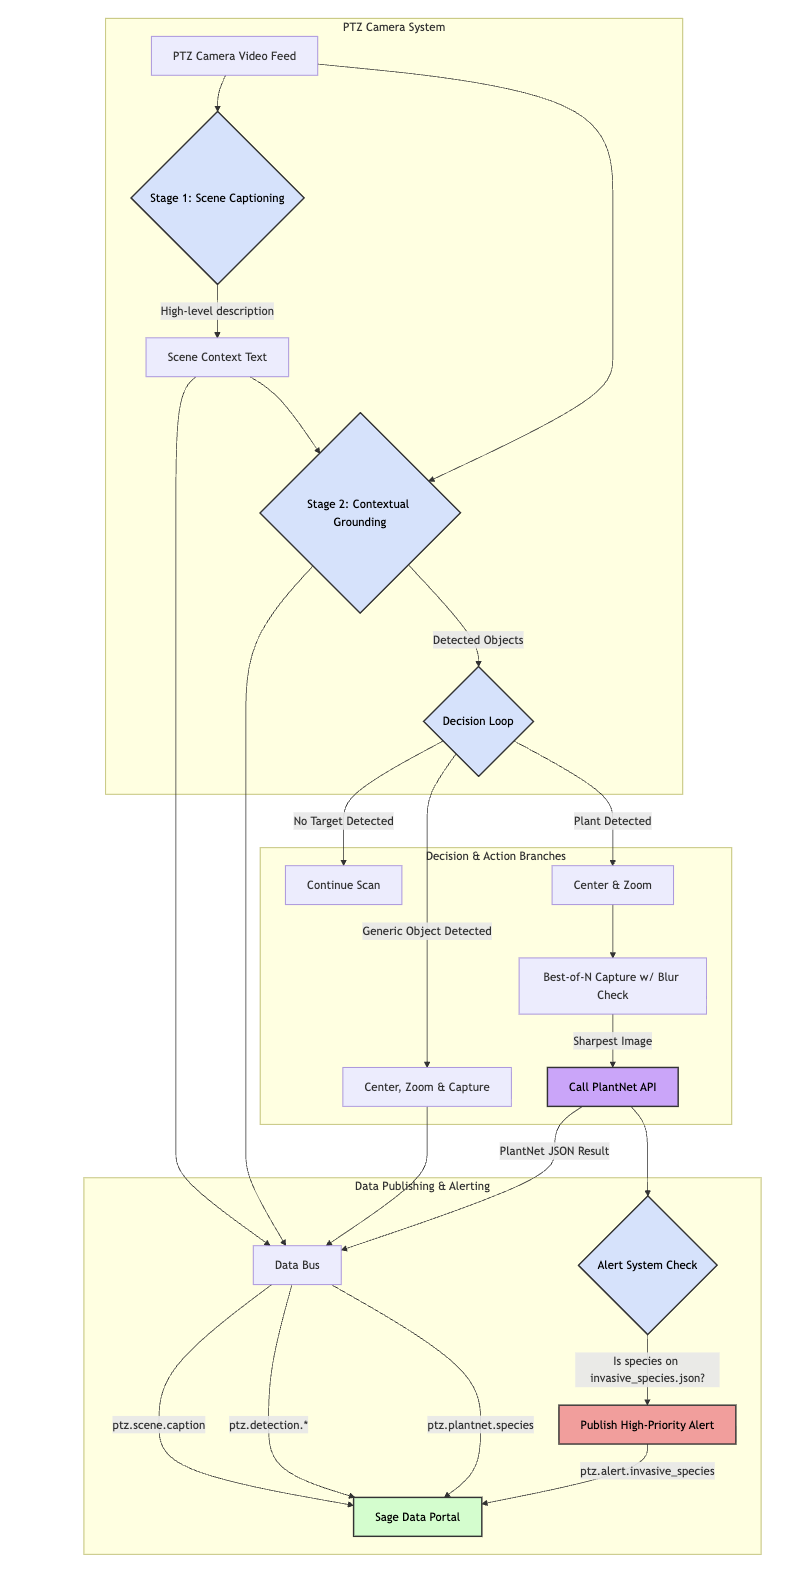 PTZ Camera System
PTZ Camera Video Feed
Stage 1: Scene Captioning
High-level description
Scene Context Text
Stage 2: Contextual
Grounding
Detected Objects
Decision Loop
No Target Detected
Plant Detected
Decision & Action Branches
Continue Scan
Center & Zoom
Generic Object Detected
Best-of-N Capture w/ Blur
Check
Sharpest Image
Center, Zoom & Capture
Call PlantNet API
PlantNet JSON Result
Data Publishing & Alerting
Data Bus
Alert System Check
Is species on
invasive_species.json?
ptz.scene.caption
ptz.detection.*
ptz.plantnet.species
Publish High-Priority Alert
ptz.alert.invasive_species
Sage Data Portal